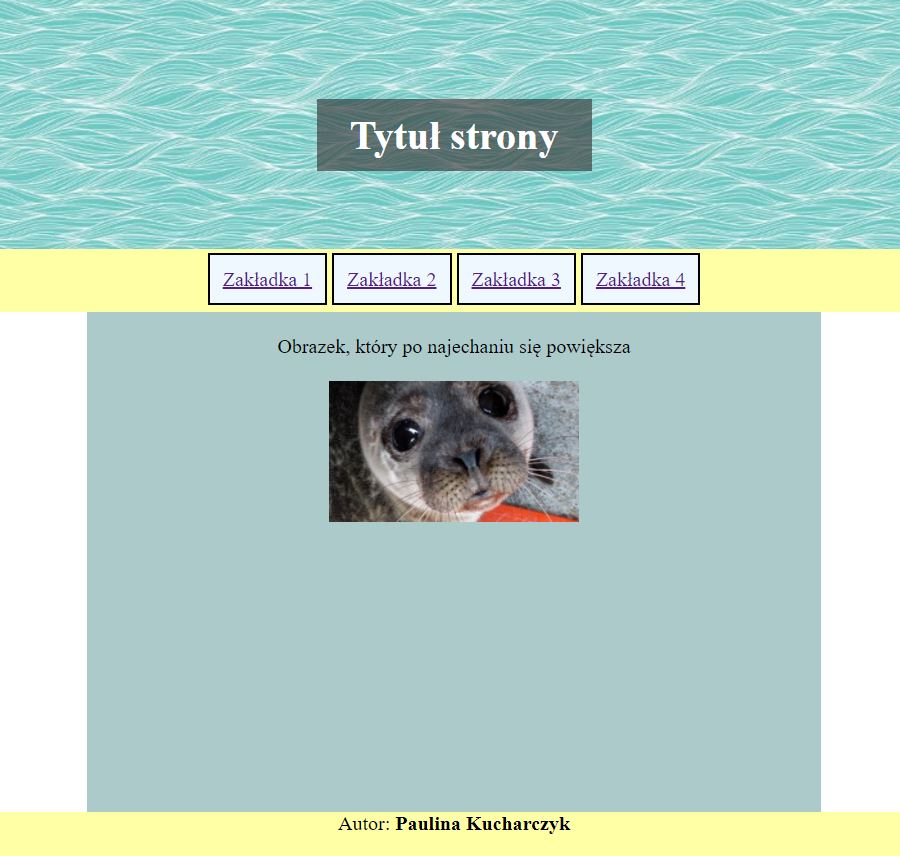 Tytuł strony
Zakładka 1 Zakładka 2 Zakładka 3 Zakładka 4
Obrazek, który po najechaniu się powiększa
Autor: Paulina Kucharczyk